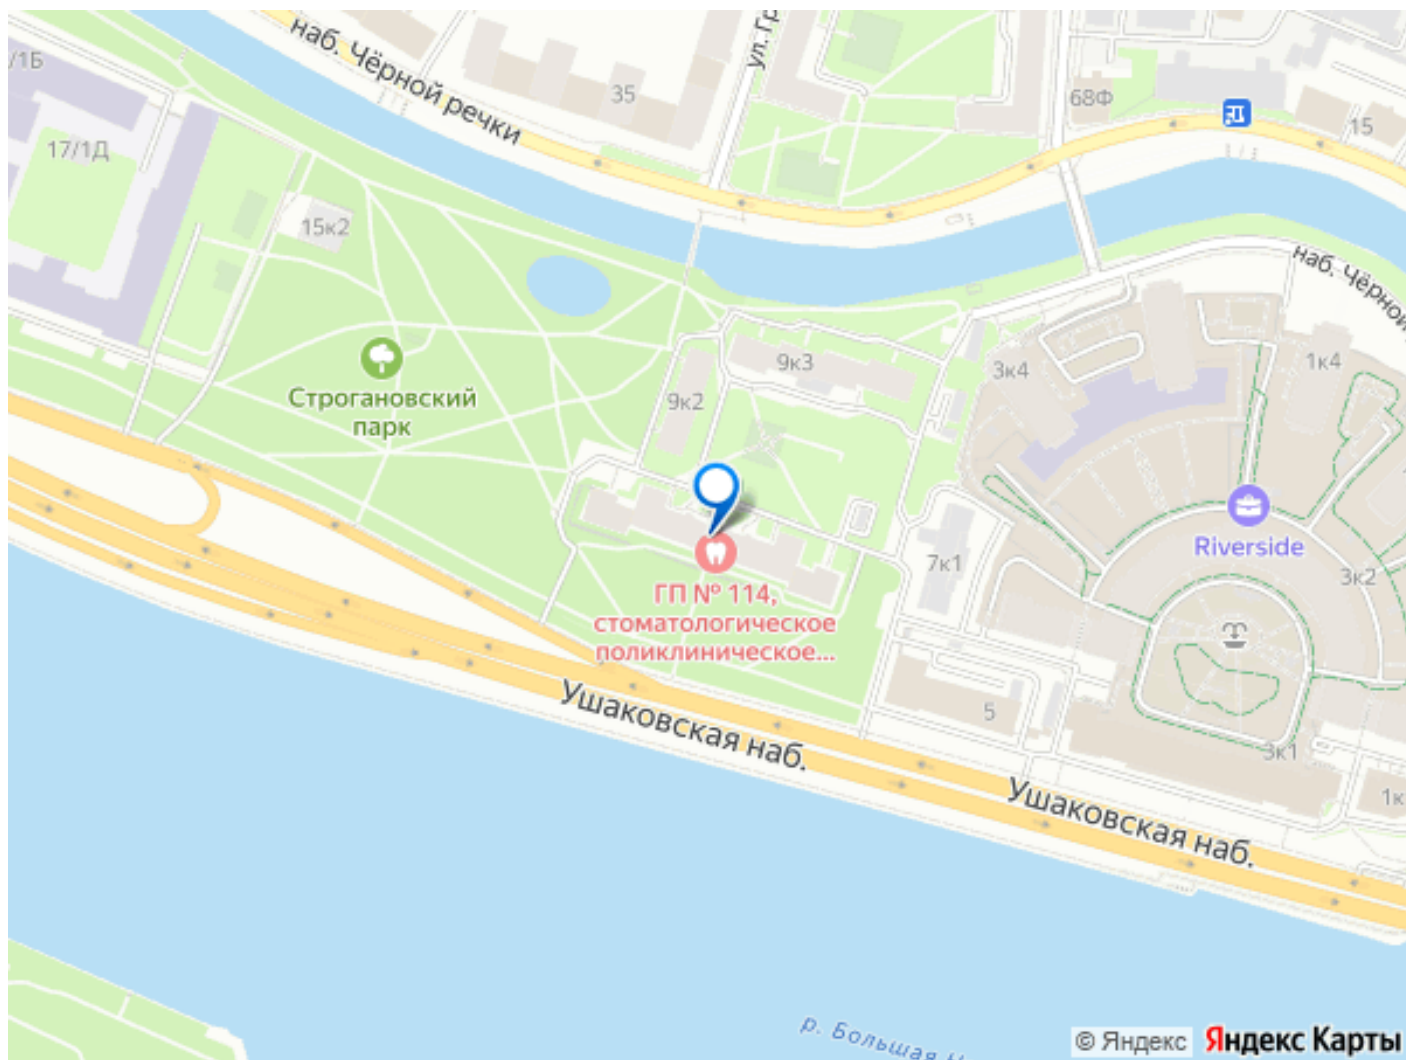 наб. Чёрной речки
ул. Гр
/1Б
35
68Ф
15
17/1Д
15к2
наб. Чёрной
9к3
3к4
1к4
Строгановский
парк
9к2
Riverside
7к1
3к2
ГП № 114,
стоматологическое
поликлиническое...
Ушаковская наб.
5
3к1
1к
Ушаковская наб.
р. Большая Н
© Яндекс Яндекс Карты